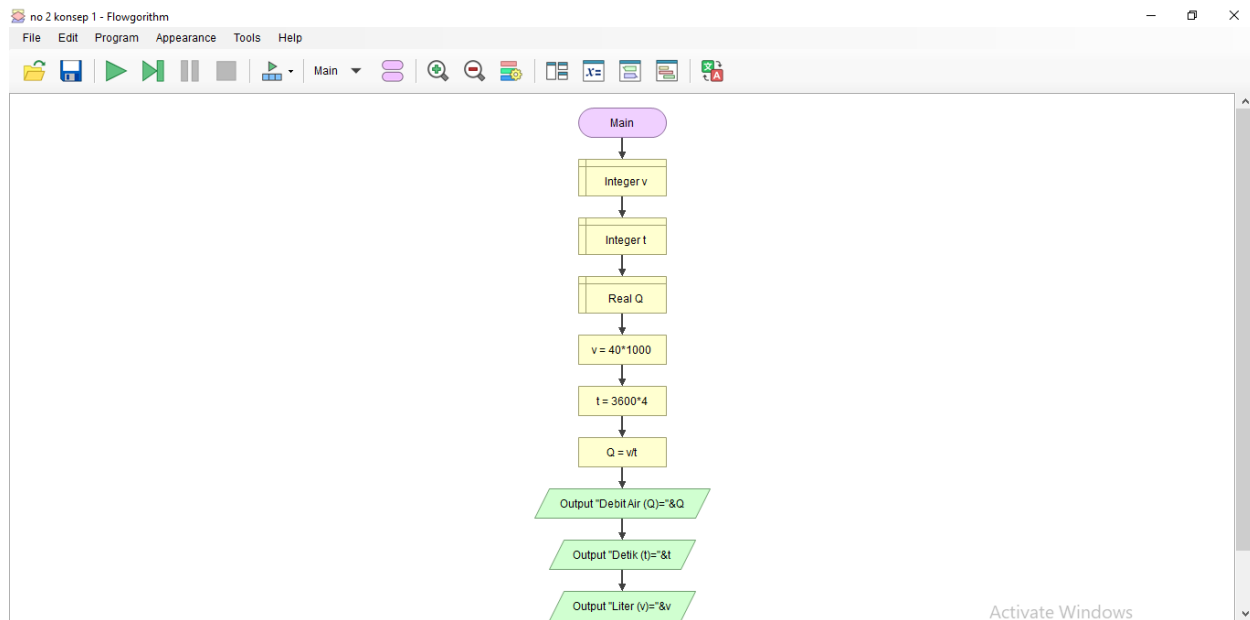 no 2 konsep 1 - Flowgorithm
File Edit Program Appearance Tools Help
Main
x=
Main
Integer v
Integer t
Real Q
v = 40*1000
t = 3600*4
Q = v/t
Output "Debit Air (Q)="&Q
Output "Detik (t)="&t
Output "Liter (v)="&v
Activate Windows